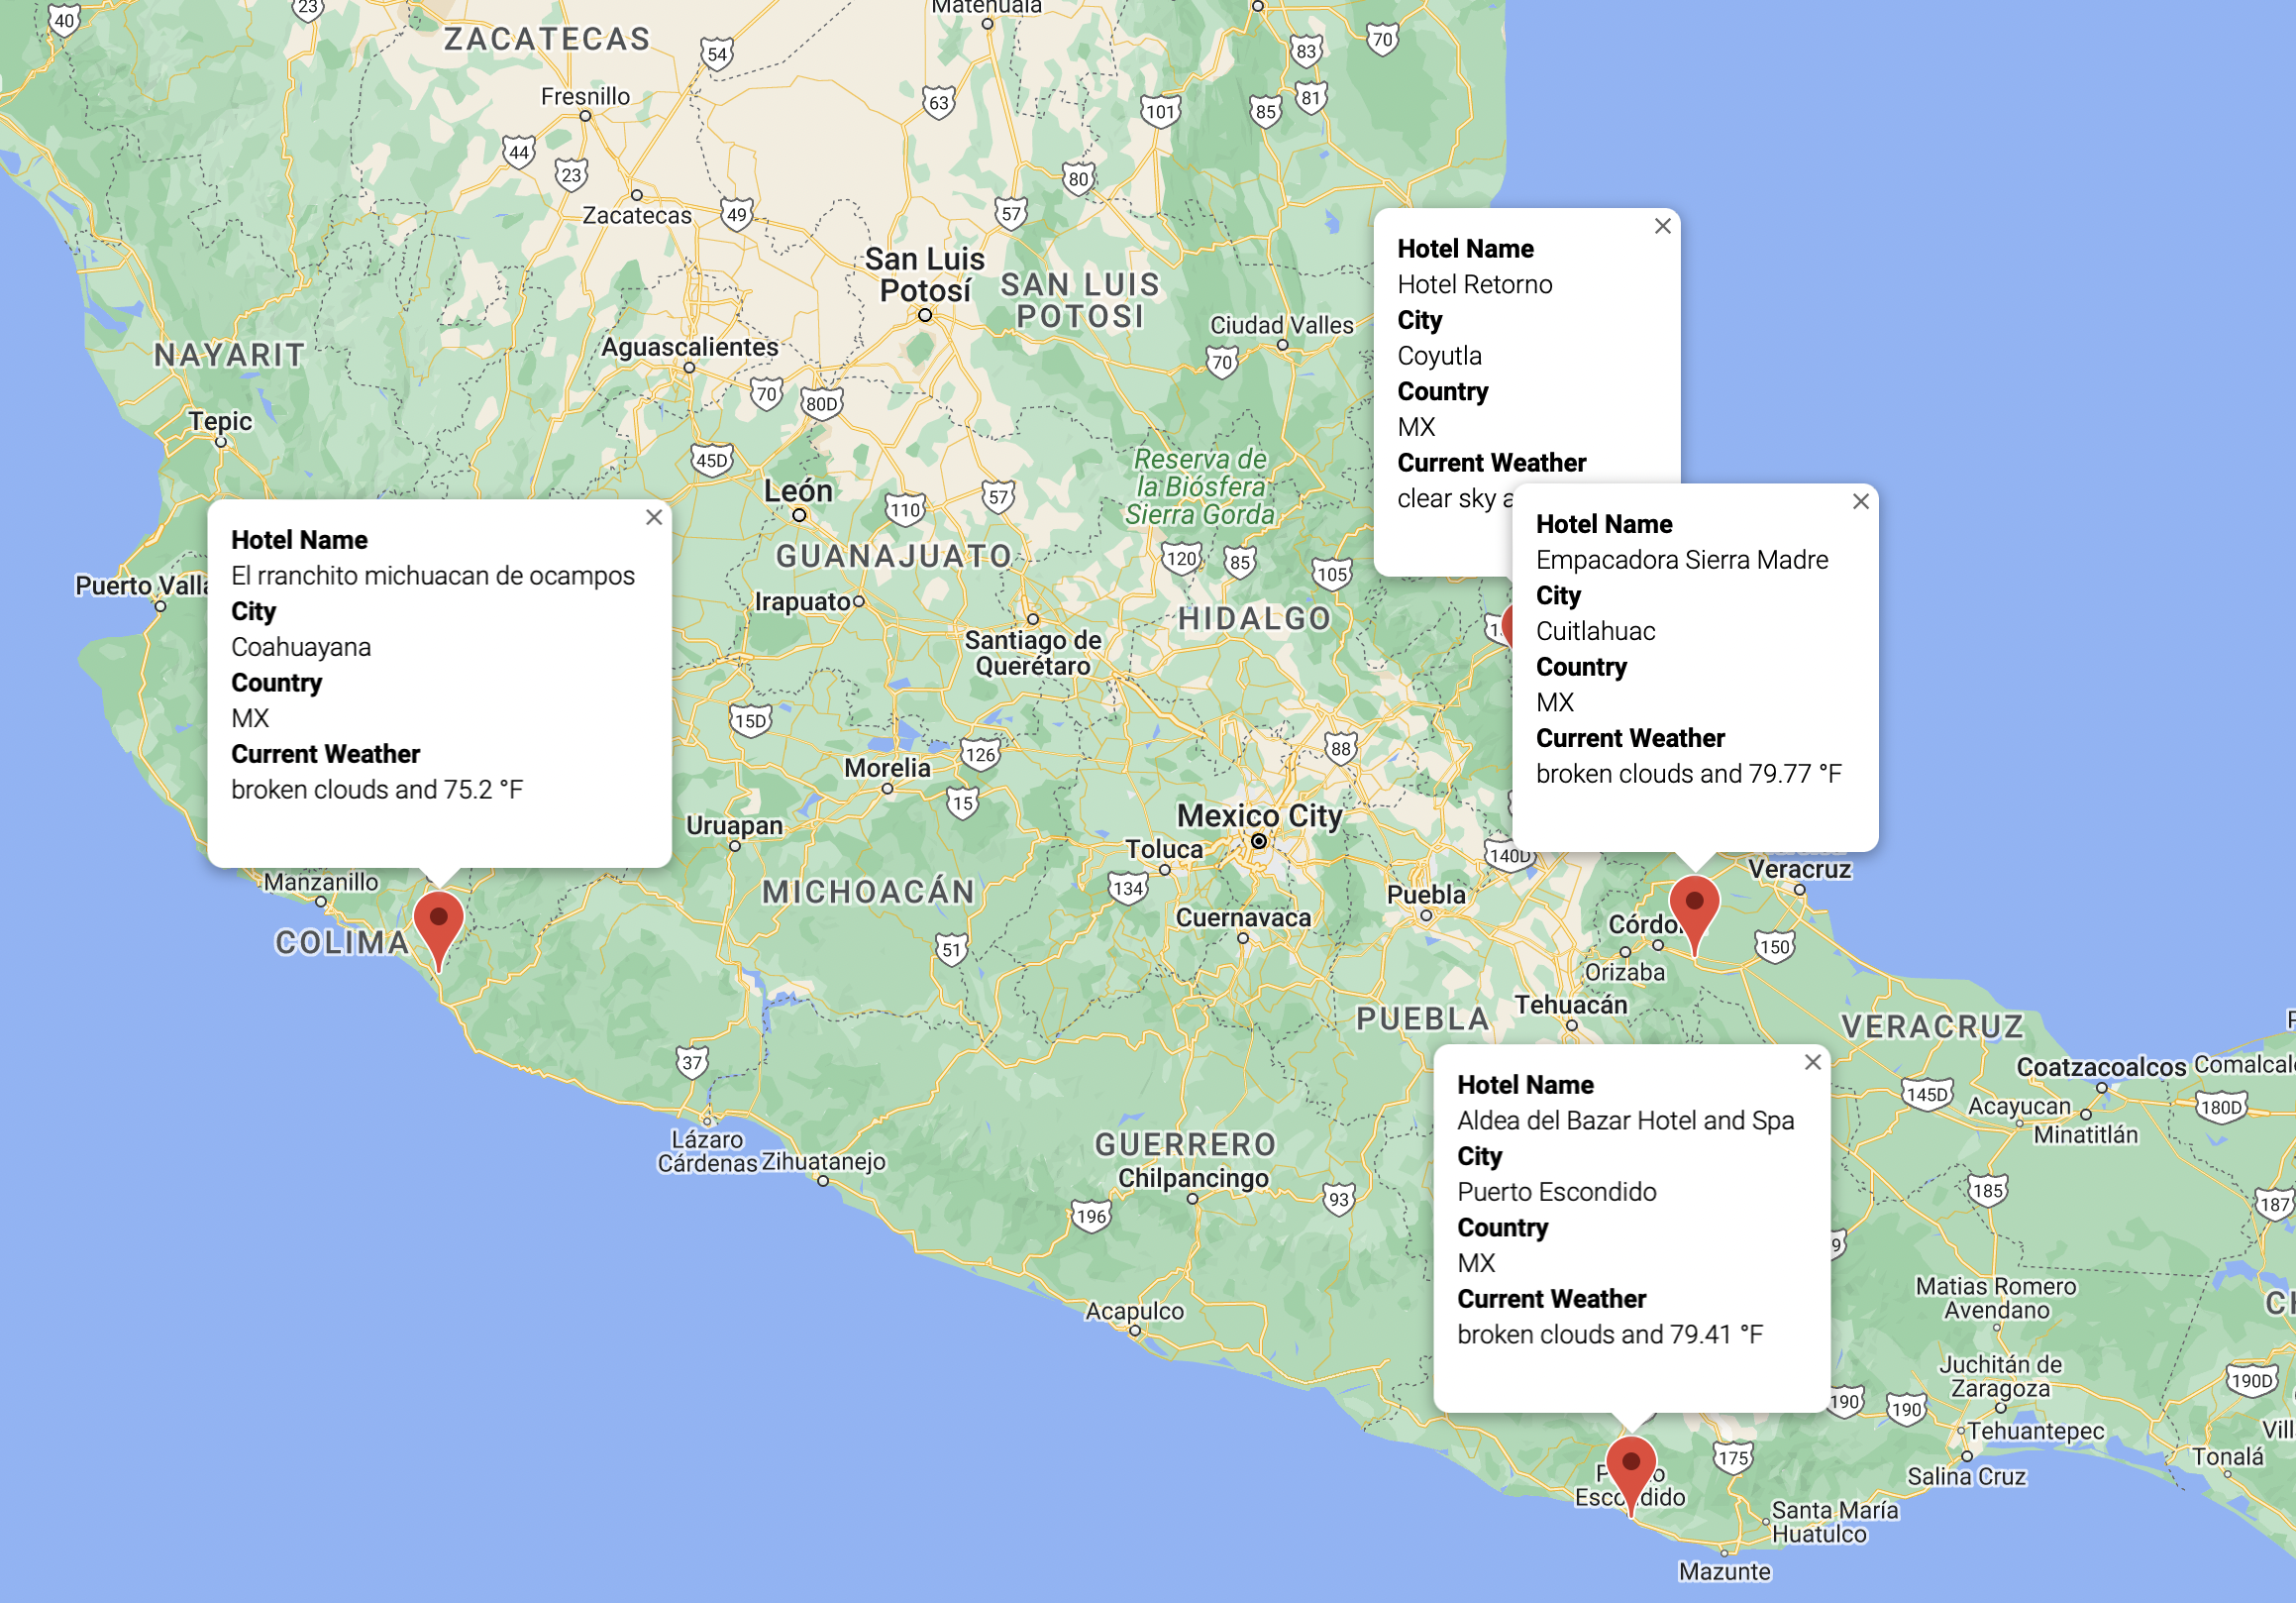 40
23
ZACATECAS
54
Matehuala
83
70
Fresnillo
63
101
85
81
44
23
80
Zacatecas
49
57
San Luis
Potosí
SAN LUIS
POTOSI
Ciudad Valles
NAYARIT
Aguascalientes
70
70
80D
Tepic
45D
León
110
57
Reserva de
la Biósfera
Sierra Gorda
GUANAJUATO
120
85
105
Puerto Valla
Irapuato
HIDALGO
Santiago de
Querétaro
15D
126
88
Morelia
15
Mexico City
Uruapan
Toluca
140D
134
MICHOACÁN
Puebla
Veracruz
Manzanillo
Cuernavaca
COLIMA
51
Córdo
150
Orizaba
Tehuacán
PUEBLA
VERACRUZ
37
Coatzacoalcos
Comalcal
145D
Acayucan
180D
Minatitlán
Lázaro
Cárdenas
Zihuatanejo
GUERRERO
Chilpancingo
93
196
185
187
9
Acapulco
Matias Romero
Avendano
Juchitán de
Zaragoza
190D
190
190
Tehuantepec
175
Salina Cruz
Tonalá
Escondido
Santa María
Huatulco
Mazunte
Hotel Name
Hotel Retorno
City
Coyutla
Country
MX
Current Weather
clear sky a
Hotel Name
Empacadora Sierra Madre
City
Cuitlahuac
Country
MX
Current Weather
broken clouds and 79.77 °F
Hotel Name
El rranchito michuacan de ocampos
City
Coahuayana
Country
MX
Current Weather
broken clouds and 75.2 °F
Hotel Name
Aldea del Bazar Hotel and Spa
City
Puerto Escondido
Country
MX
Current Weather
broken clouds and 79.41 °F